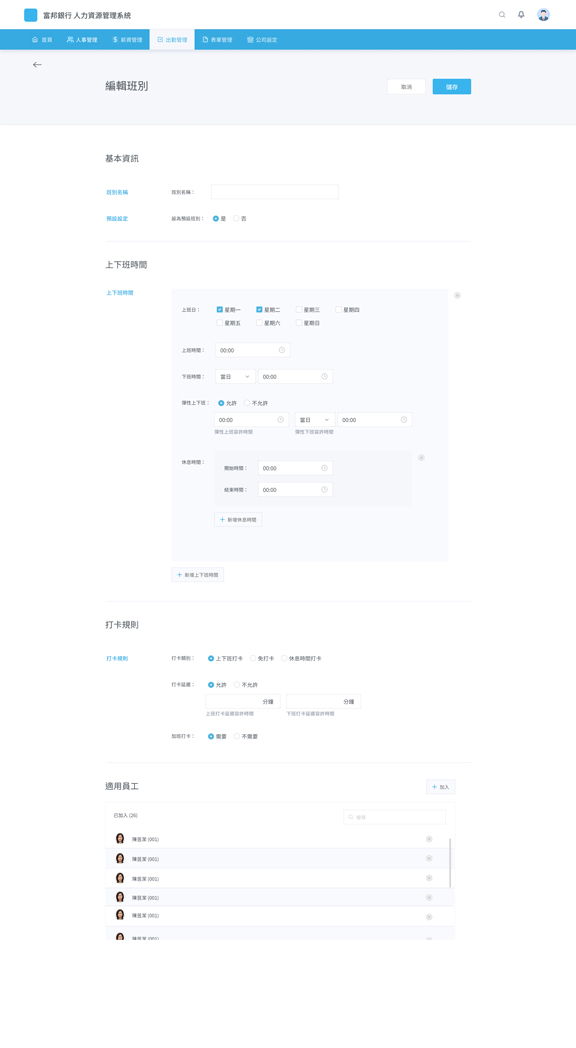 富邦銀行 人力資源管理系統
首頁 人事管理 薪資管理 出勤管理 表單管理 公司設定
編輯班別
取消 儲存
基本資訊
班別名稱 班別名稱：
預設設定 設為預設班別： 是 否
上下班時間
上下班時間
上班日： 星期一 星期二 星期三 星期四
星期五 星期六 星期日
上班時間： 00:00
下班時間： 當日 00:00
彈性上下班： 允許 不允許
00:00 當日 00:00
彈性上班容許時間 彈性下班容許時間
休息時間：
開始時間： 00:00
結束時間： 00:00
新增休息時間
新增上下班時間
打卡規則
打卡規則 打卡類別： 上下班打卡 免打卡 休息時間打卡
打卡延遲： 允許 不允許
分鐘 分鐘
上班打卡延遲容許時間 下班打卡延遲容許時間
加班打卡： 需要 不需要
適用員工 加入
已加入 (26) 搜尋
陳宣潔 (001)
陳宣潔 (001)
陳宣潔 (001)
陳宣潔 (001)
陳宣潔 (001)
陳宣潔 (001)